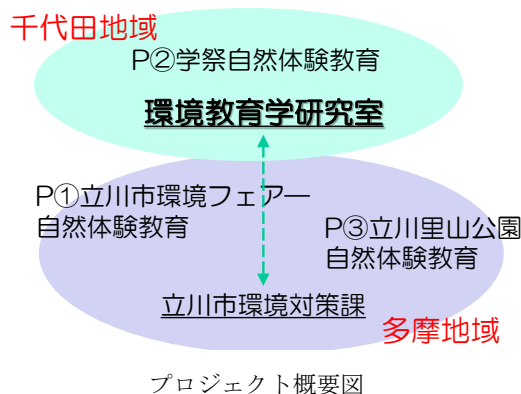 千代田地域
P②学祭自然体験教育
環境教育学研究室
P①立川市環境フェアー
自然体験教育
P③立川里山公園
自然体験教育
立川市環境対策課
多摩地域
プロジェクト概要図